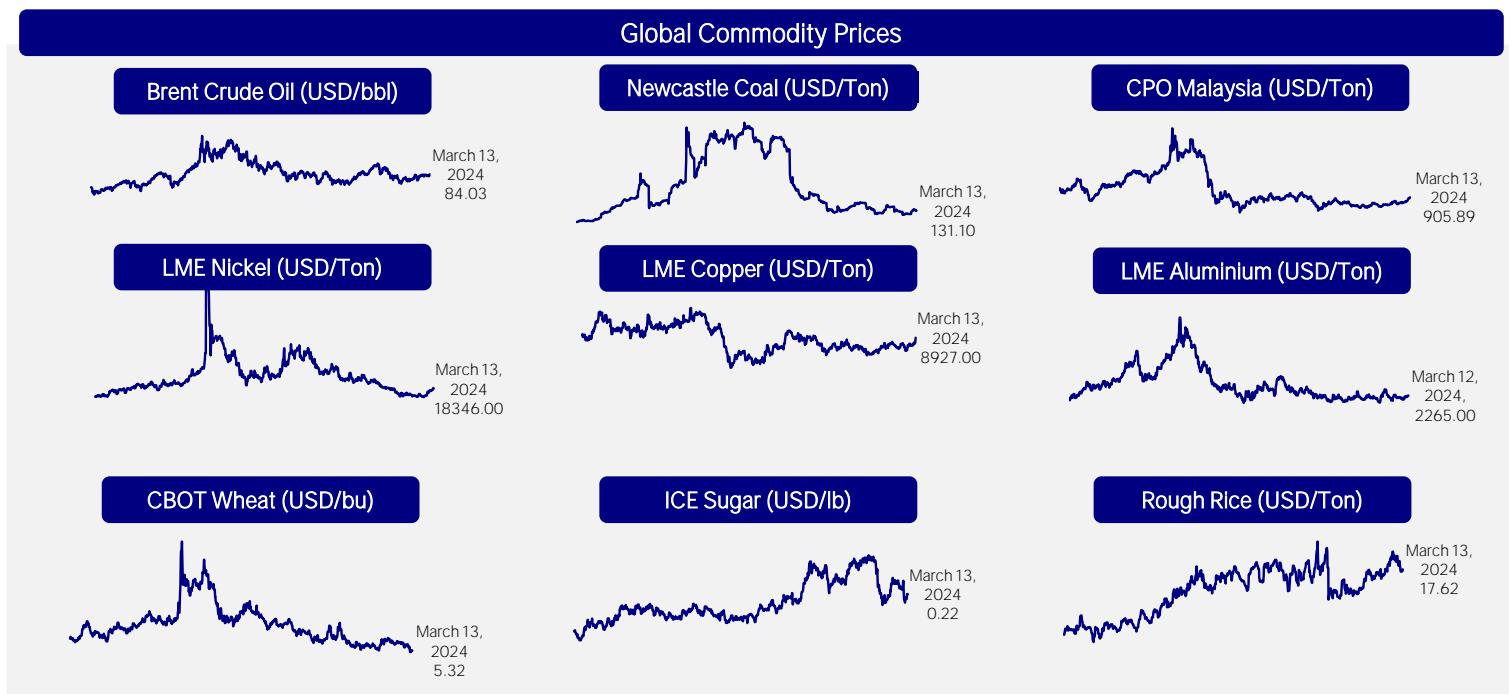 Global Commodity Prices
Brent Crude Oil (USD/bbl)
March 13,
2024
84.03
Newcastle Coal (USD/Ton)
March 13,
2024
131.10
CPO Malaysia (USD/Ton)
March 13,
2024
905.89
LME Nickel (USD/Ton)
March 13,
2024
18346.00
LME Copper (USD/Ton)
March 13,
2024
8927.00
LME Aluminium (USD/Ton)
March 12,
2024,
2265.00
CBOT Wheat (USD/bu)
March 13,
2024
5.32
ICE Sugar (USD/lb)
March 13,
2024
0.22
Rough Rice (USD/Ton)
March 13,
2024
17.62